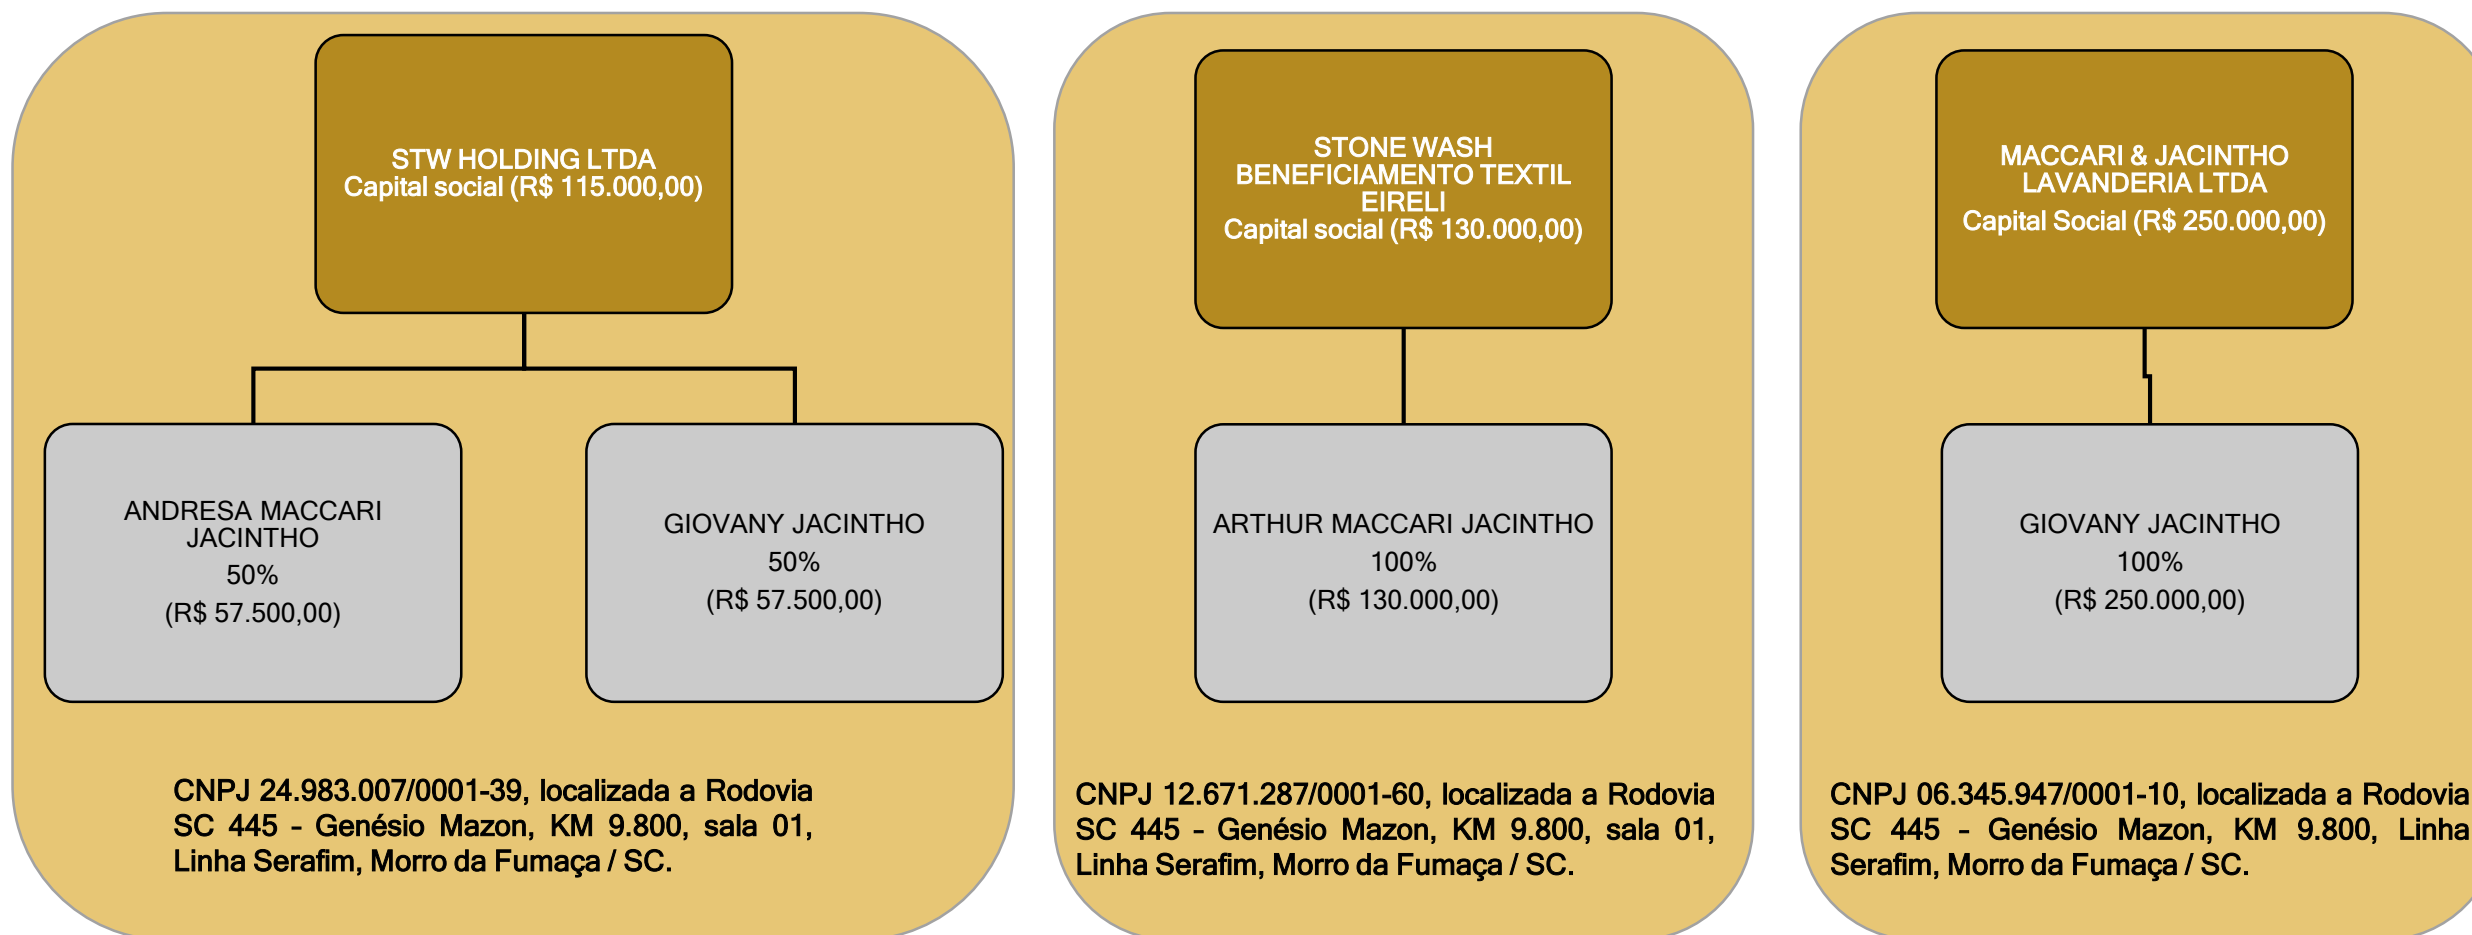 STW HOLDING LTDA
Capital social (R$ 115.000,00)
ANDRESA MACCARI
JACINTHO
50%
(R$ 57.500,00)
GIOVANY JACINTHO
50%
(R$ 57.500,00)
CNPJ 24.983.007/0001-39, localizada a Rodovia
SC 445 - Genésio Mazon, KM 9.800, sala 01,
Linha Serafim, Morro da Fumaça / SC.
STONE WASH
BENEFICIAMENTO TEXTIL
EIRELI
Capital social (R$ 130.000,00)
ARTHUR MACCARI JACINTHO
100%
(R$ 130.000,00)
CNPJ 12.671.287/0001-60, localizada a Rodovia
SC 445 - Genésio Mazon, KM 9.800, sala 01,
Linha Serafim, Morro da Fumaça / SC.
MACCARI & JACINTHO
LAVANDERIA LTDA
Capital Social (R$ 250.000,00)
GIOVANY JACINTHO
100%
(R$ 250.000,00)
CNPJ 06.345.947/0001-10, localizada a Rodovia
SC 445 - Genésio Mazon, KM 9.800, Linha
Serafim, Morro da Fumaça / SC.